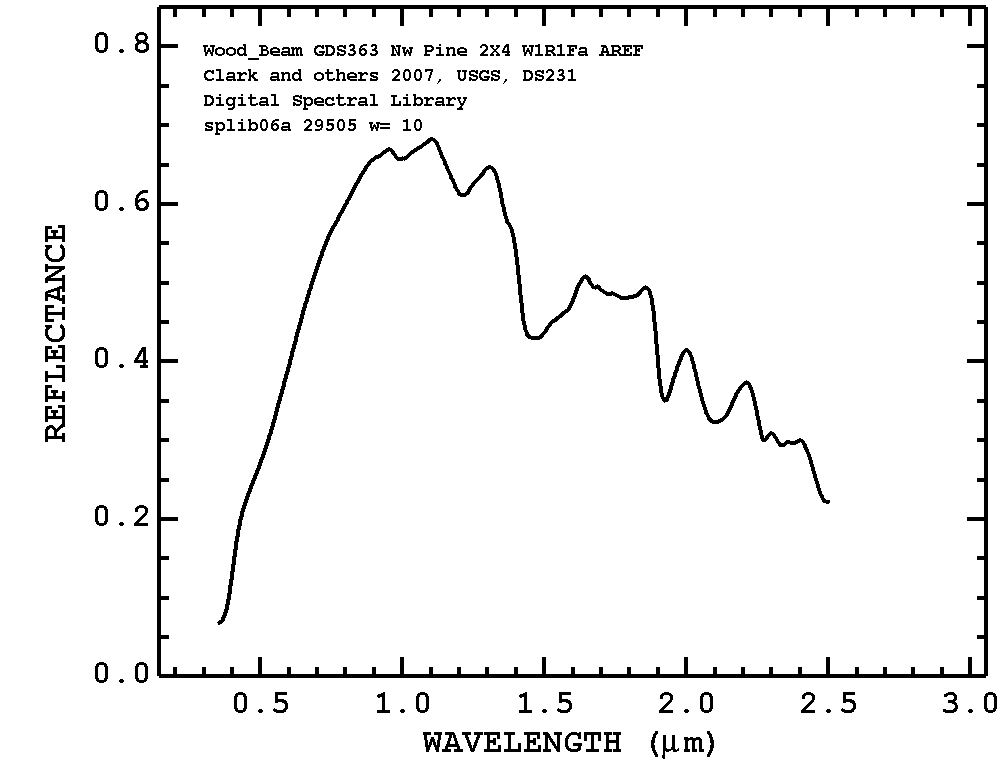 0.8
Wood_Beam GDS363 Nw Pine 2X4 W1R1Fa AREF
Clark and others 2007, USGS, DS231
Digital Spectral Library
splib06a 29505 w= 10
0.6
REFLECTANCE
0.4
0.2
0.0
0.5 1.0 1.5 2.0 2.5 3.0
WAVELENGTH (μm)